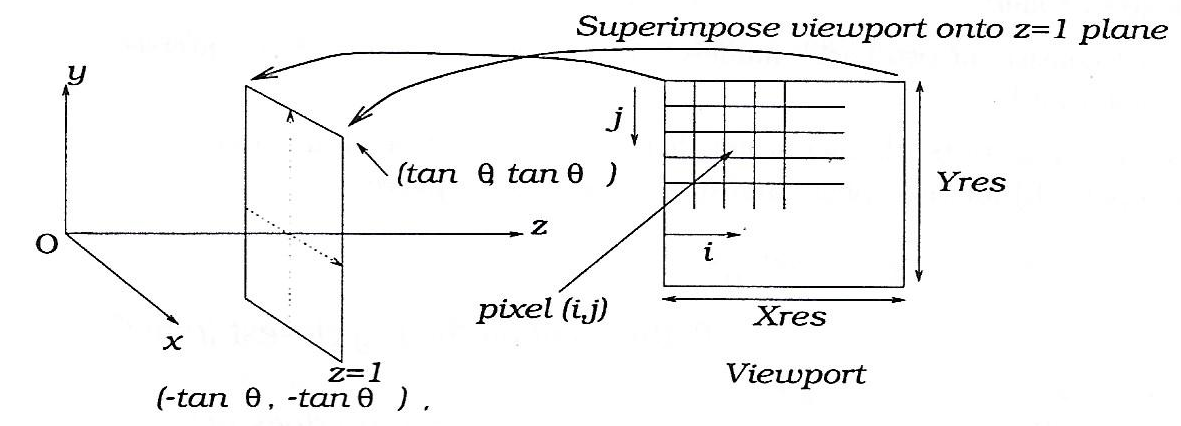 Superimpose viewport onto z=1 plane
y
j
(tan θ, tan θ )
Yres
O
z
i
pixel (i,j)
Xres
x
z=1
Viewport
(-tan θ, -tan θ ) .